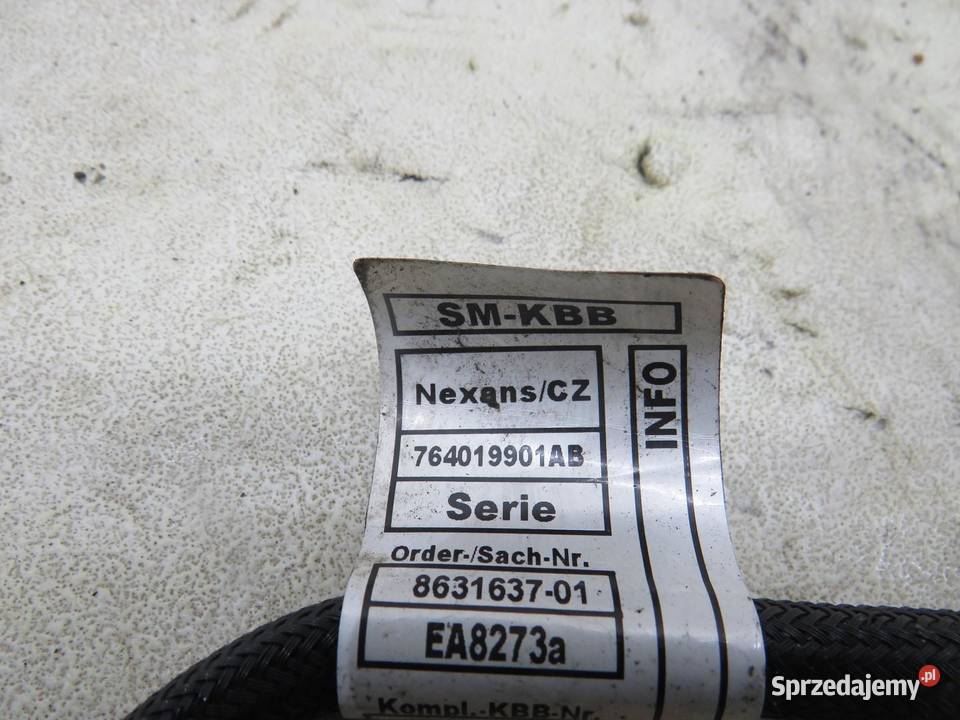 SM-KBB
Nexans/CZ
764019901AB
Serie
INFO
Order-/Sach-Nr.
8631637-01
EA8273a
Kompl.-KBB-Nr.
Sprzedajemy.pl